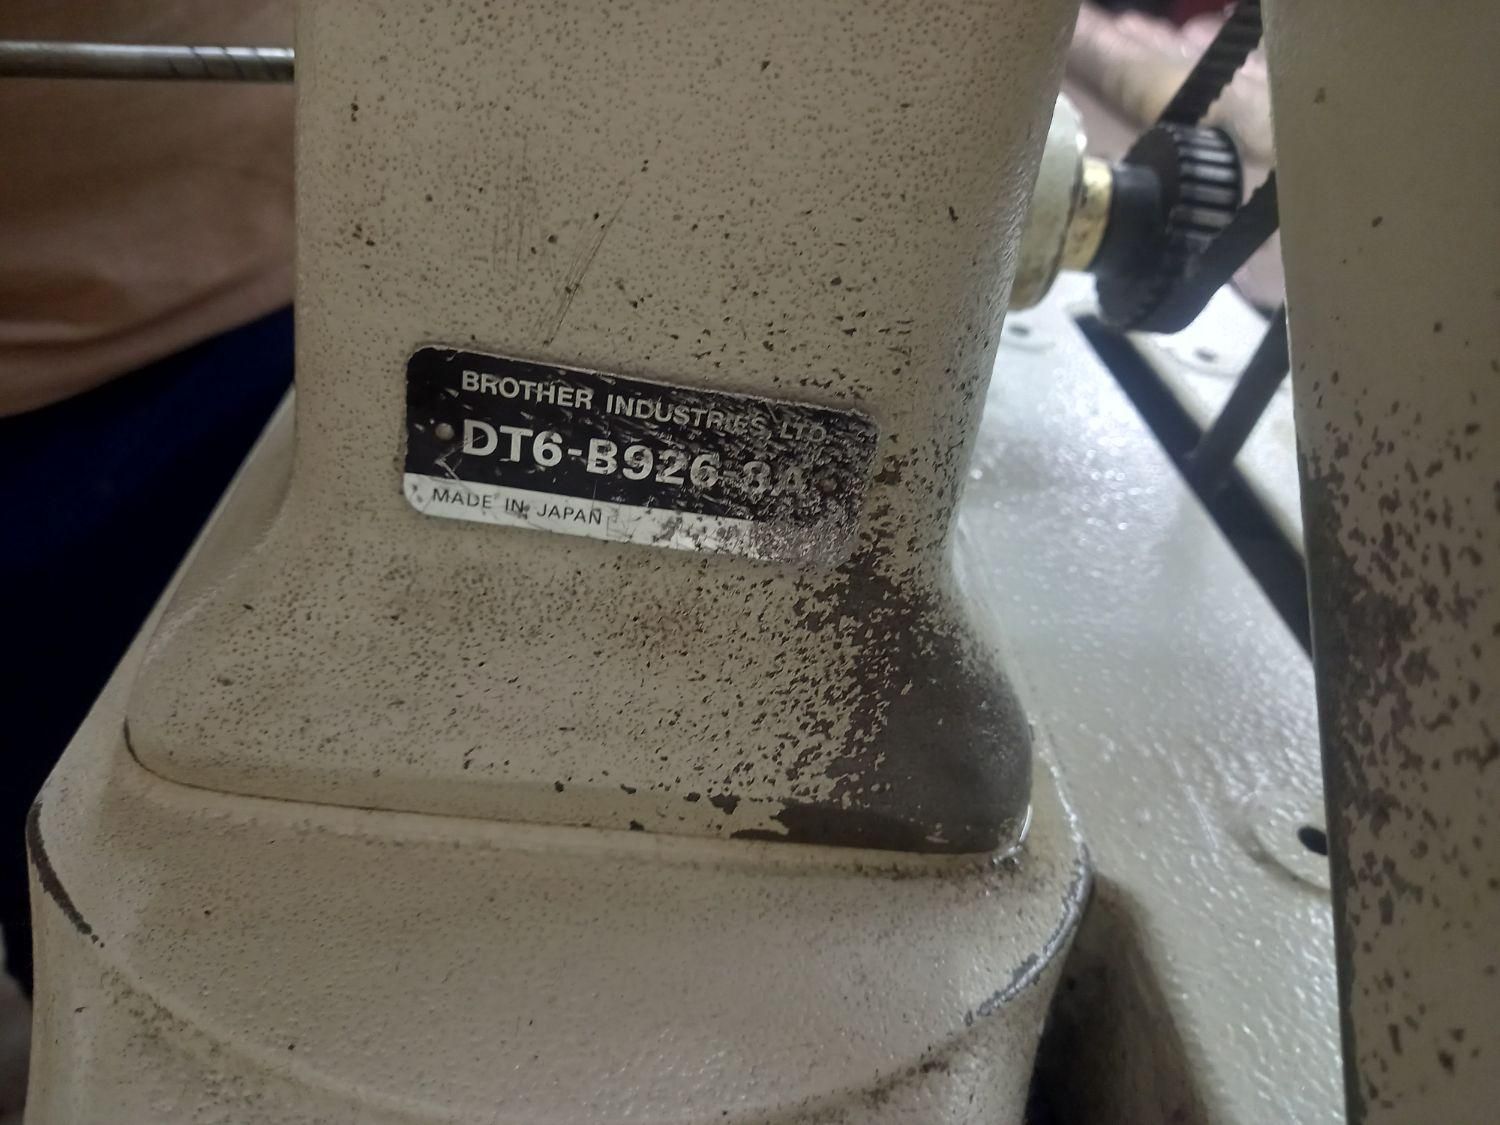 BROTHER INDUSTRIES LTD.
DT6-B926-3A
MADE IN JAPAN